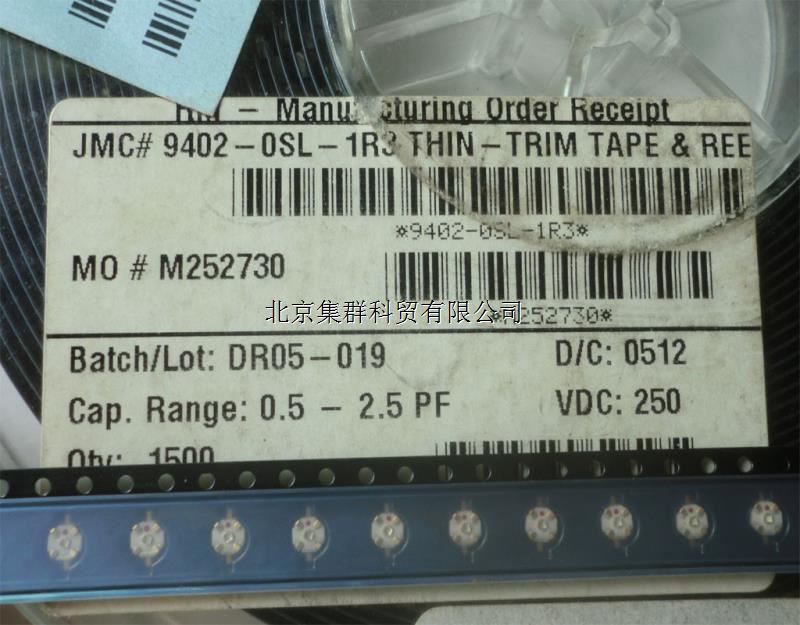 – Manufacturing Order Receipt
JMC# 9402–0SL–1R3 THIN–TRIM TAPE & REE
*9402-0SL-1R3*
MO # M252730
北京集群科贸有限公司
*M252730*
Batch/Lot: DR05–019 D/C: 0512
Cap. Range: 0.5 – 2.5 PF VDC: 250
Qty: 1500